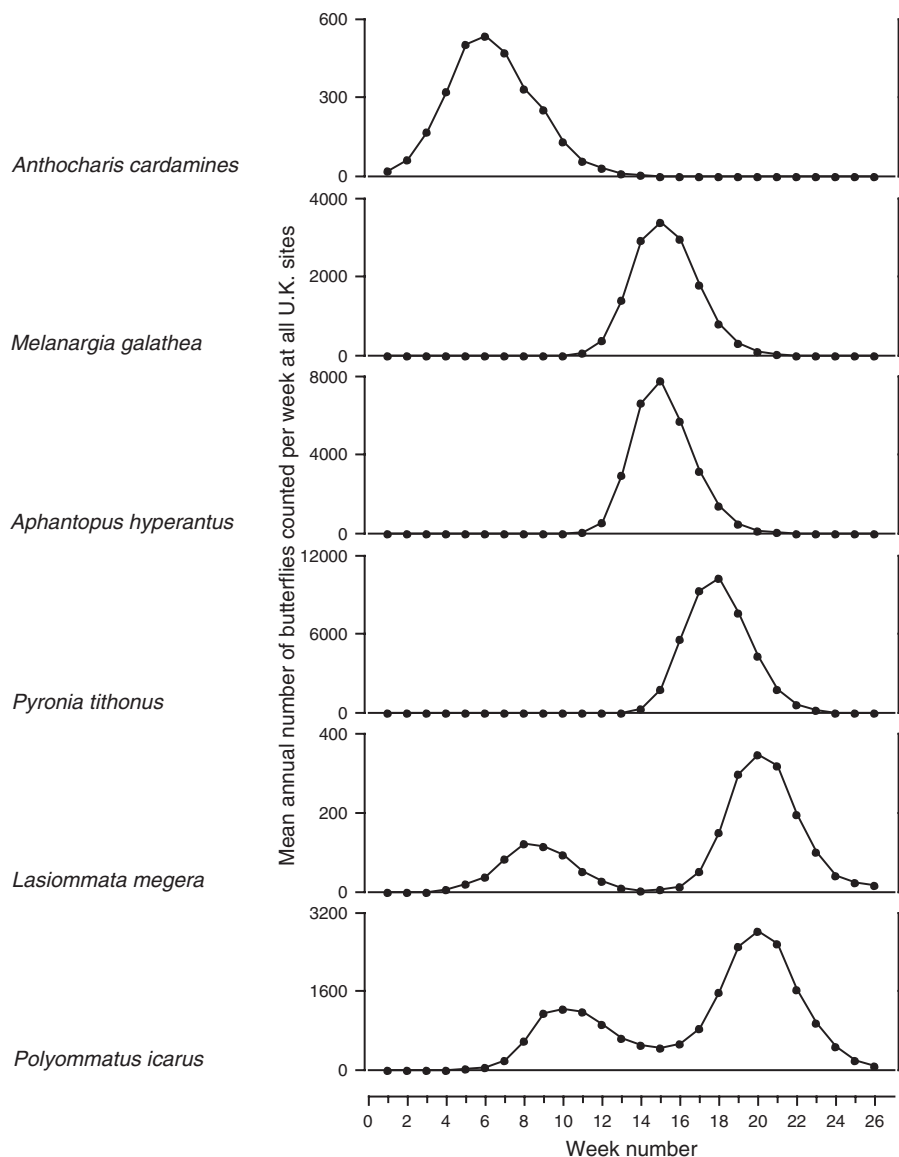 Mean annual number of butterflies counted per week at all U.K. sites
Anthocharis cardamines
600
300
0
Melanargia galathea
4000
2000
0
Aphantopus hyperantus
8000
4000
0
Pyronia tithonus
12000
6000
0
Lasiommata megera
400
200
0
Polyommatus icarus
3200
1600
0
0 2 4 6 8 10 12 14 16 18 20 22 24 26
Week number